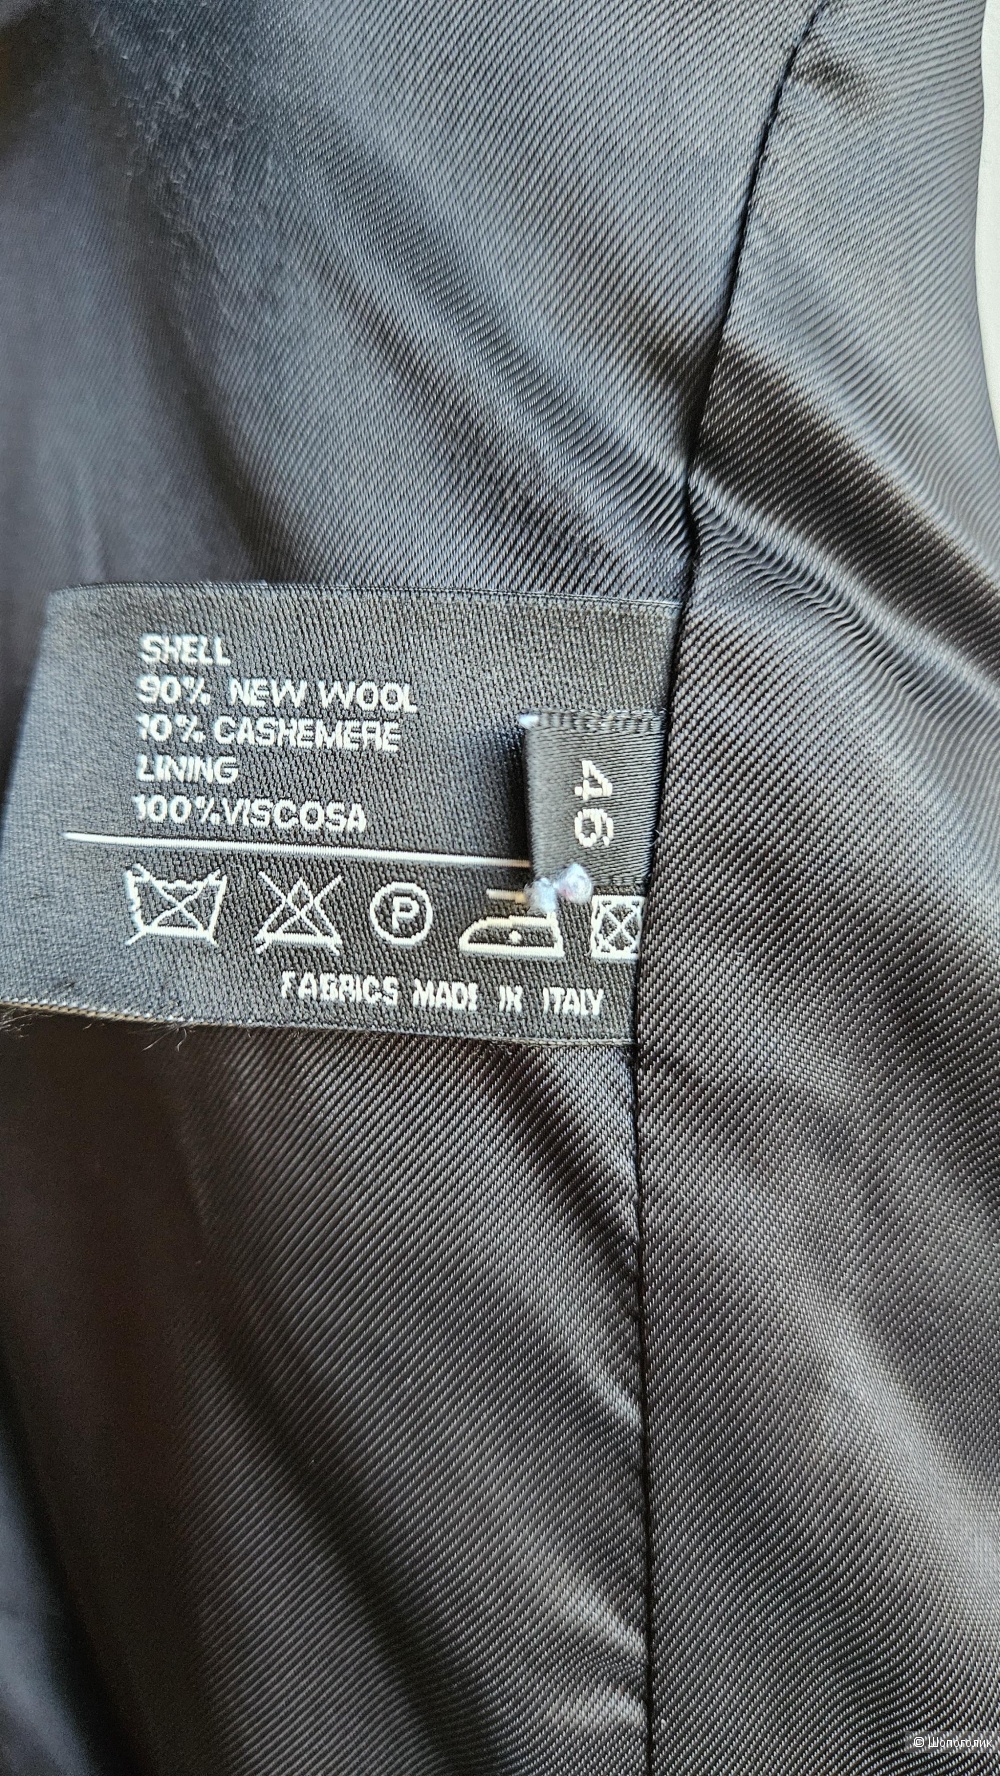 SHELL
90% NEW WOOL
10% CASHEMERE
LINING
100%VISCOSA
46
P
FABRICS MADE IN ITALY
© Шопоголик